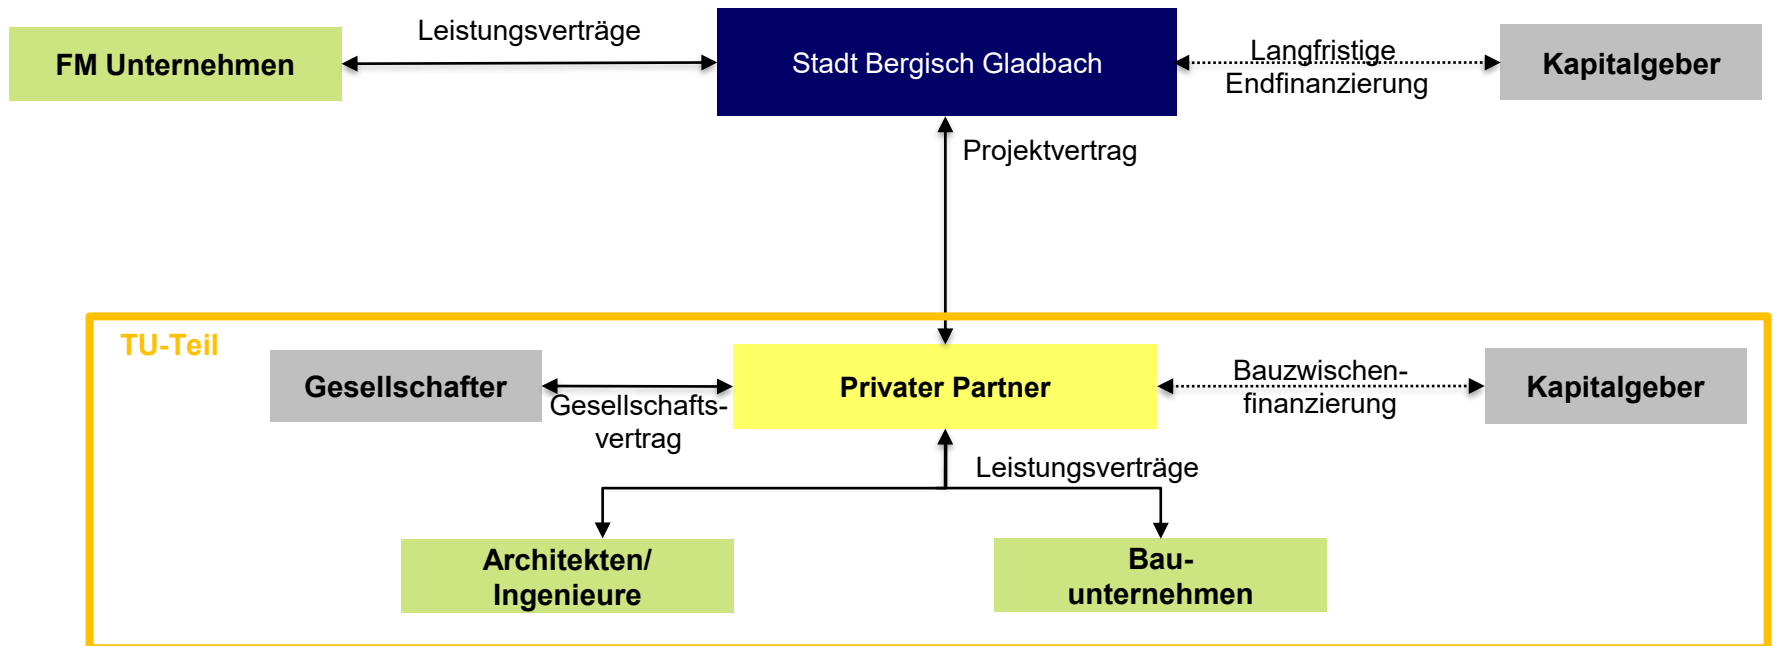 Leistungsverträge
FM Unternehmen
Stadt Bergisch Gladbach
Langfristige
Endfinanzierung
Kapitalgeber
Projektvertrag
TU-Teil
Gesellschafter
Gesellschafts-
vertrag
Privater Partner
Bauzwischen-
finanzierung
Kapitalgeber
Leistungsverträge
Architekten/
Ingenieure
Bau-
unternehmen